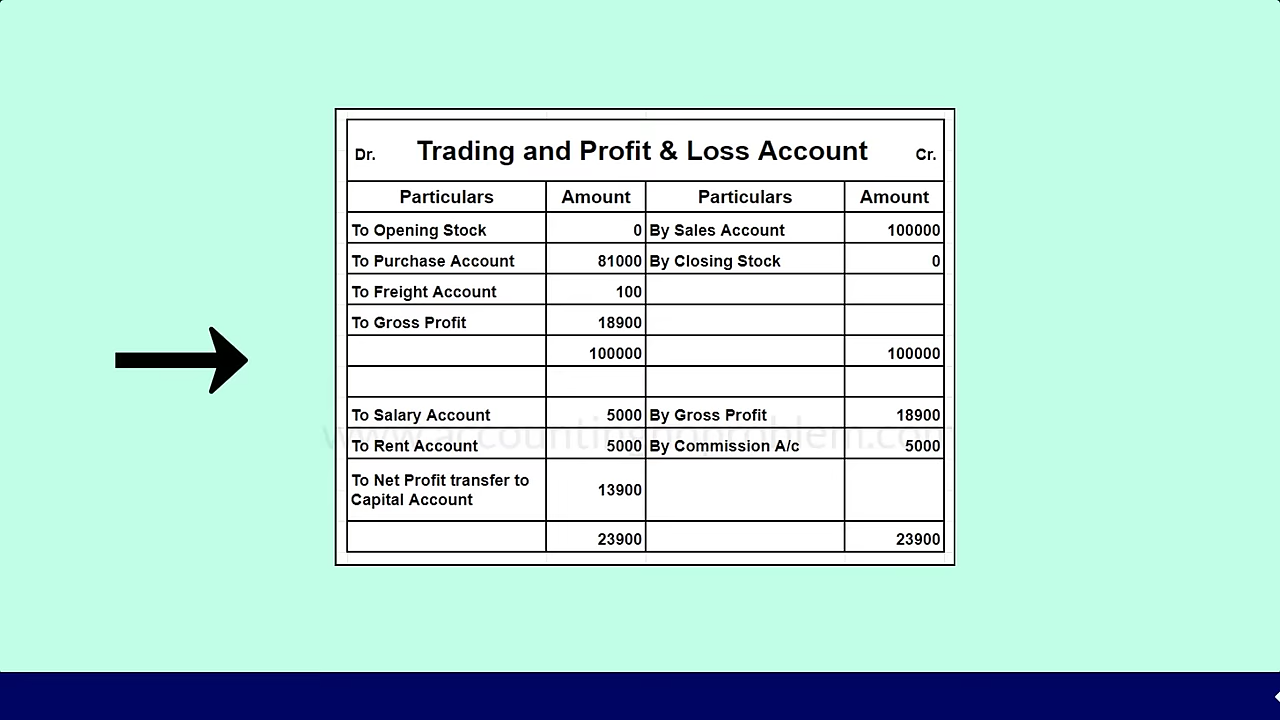 Dr. Trading and Profit & Loss Account Cr.
Particulars Amount Particulars Amount
To Opening Stock 0 By Sales Account 100000
To Purchase Account 81000 By Closing Stock 0
To Freight Account 100
To Gross Profit 18900
100000 100000
To Salary Account 5000 By Gross Profit 18900
To Rent Account 5000 By Commission A/c 5000
To Net Profit transfer to
Capital Account 13900
23900 23900